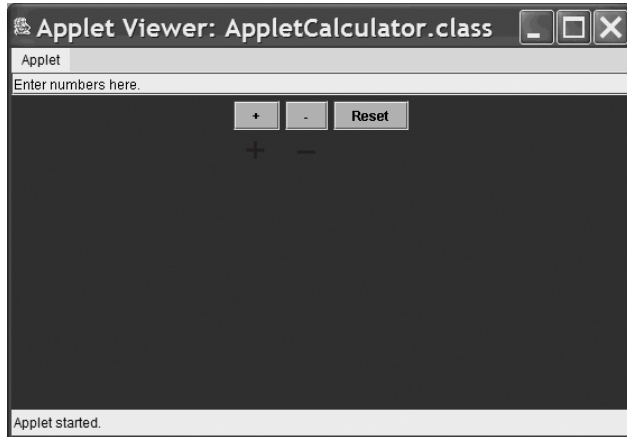 Applet Viewer: AppletCalculator.class
Applet
Enter numbers here.
+ - Reset
+ −
Applet started.